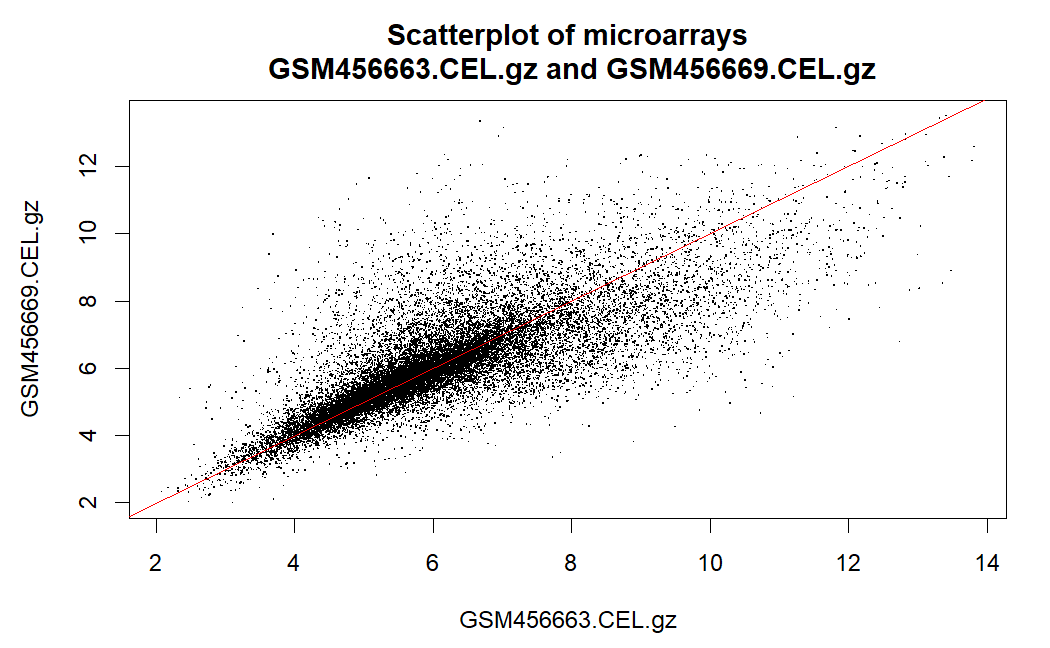 Scatterplot of microarrays
GSM456663.CEL.gz and GSM456669.CEL.gz
GSM456669.CEL.gz
12
10
8
6
4
2
2 4 6 8 10 12 14
GSM456663.CEL.gz